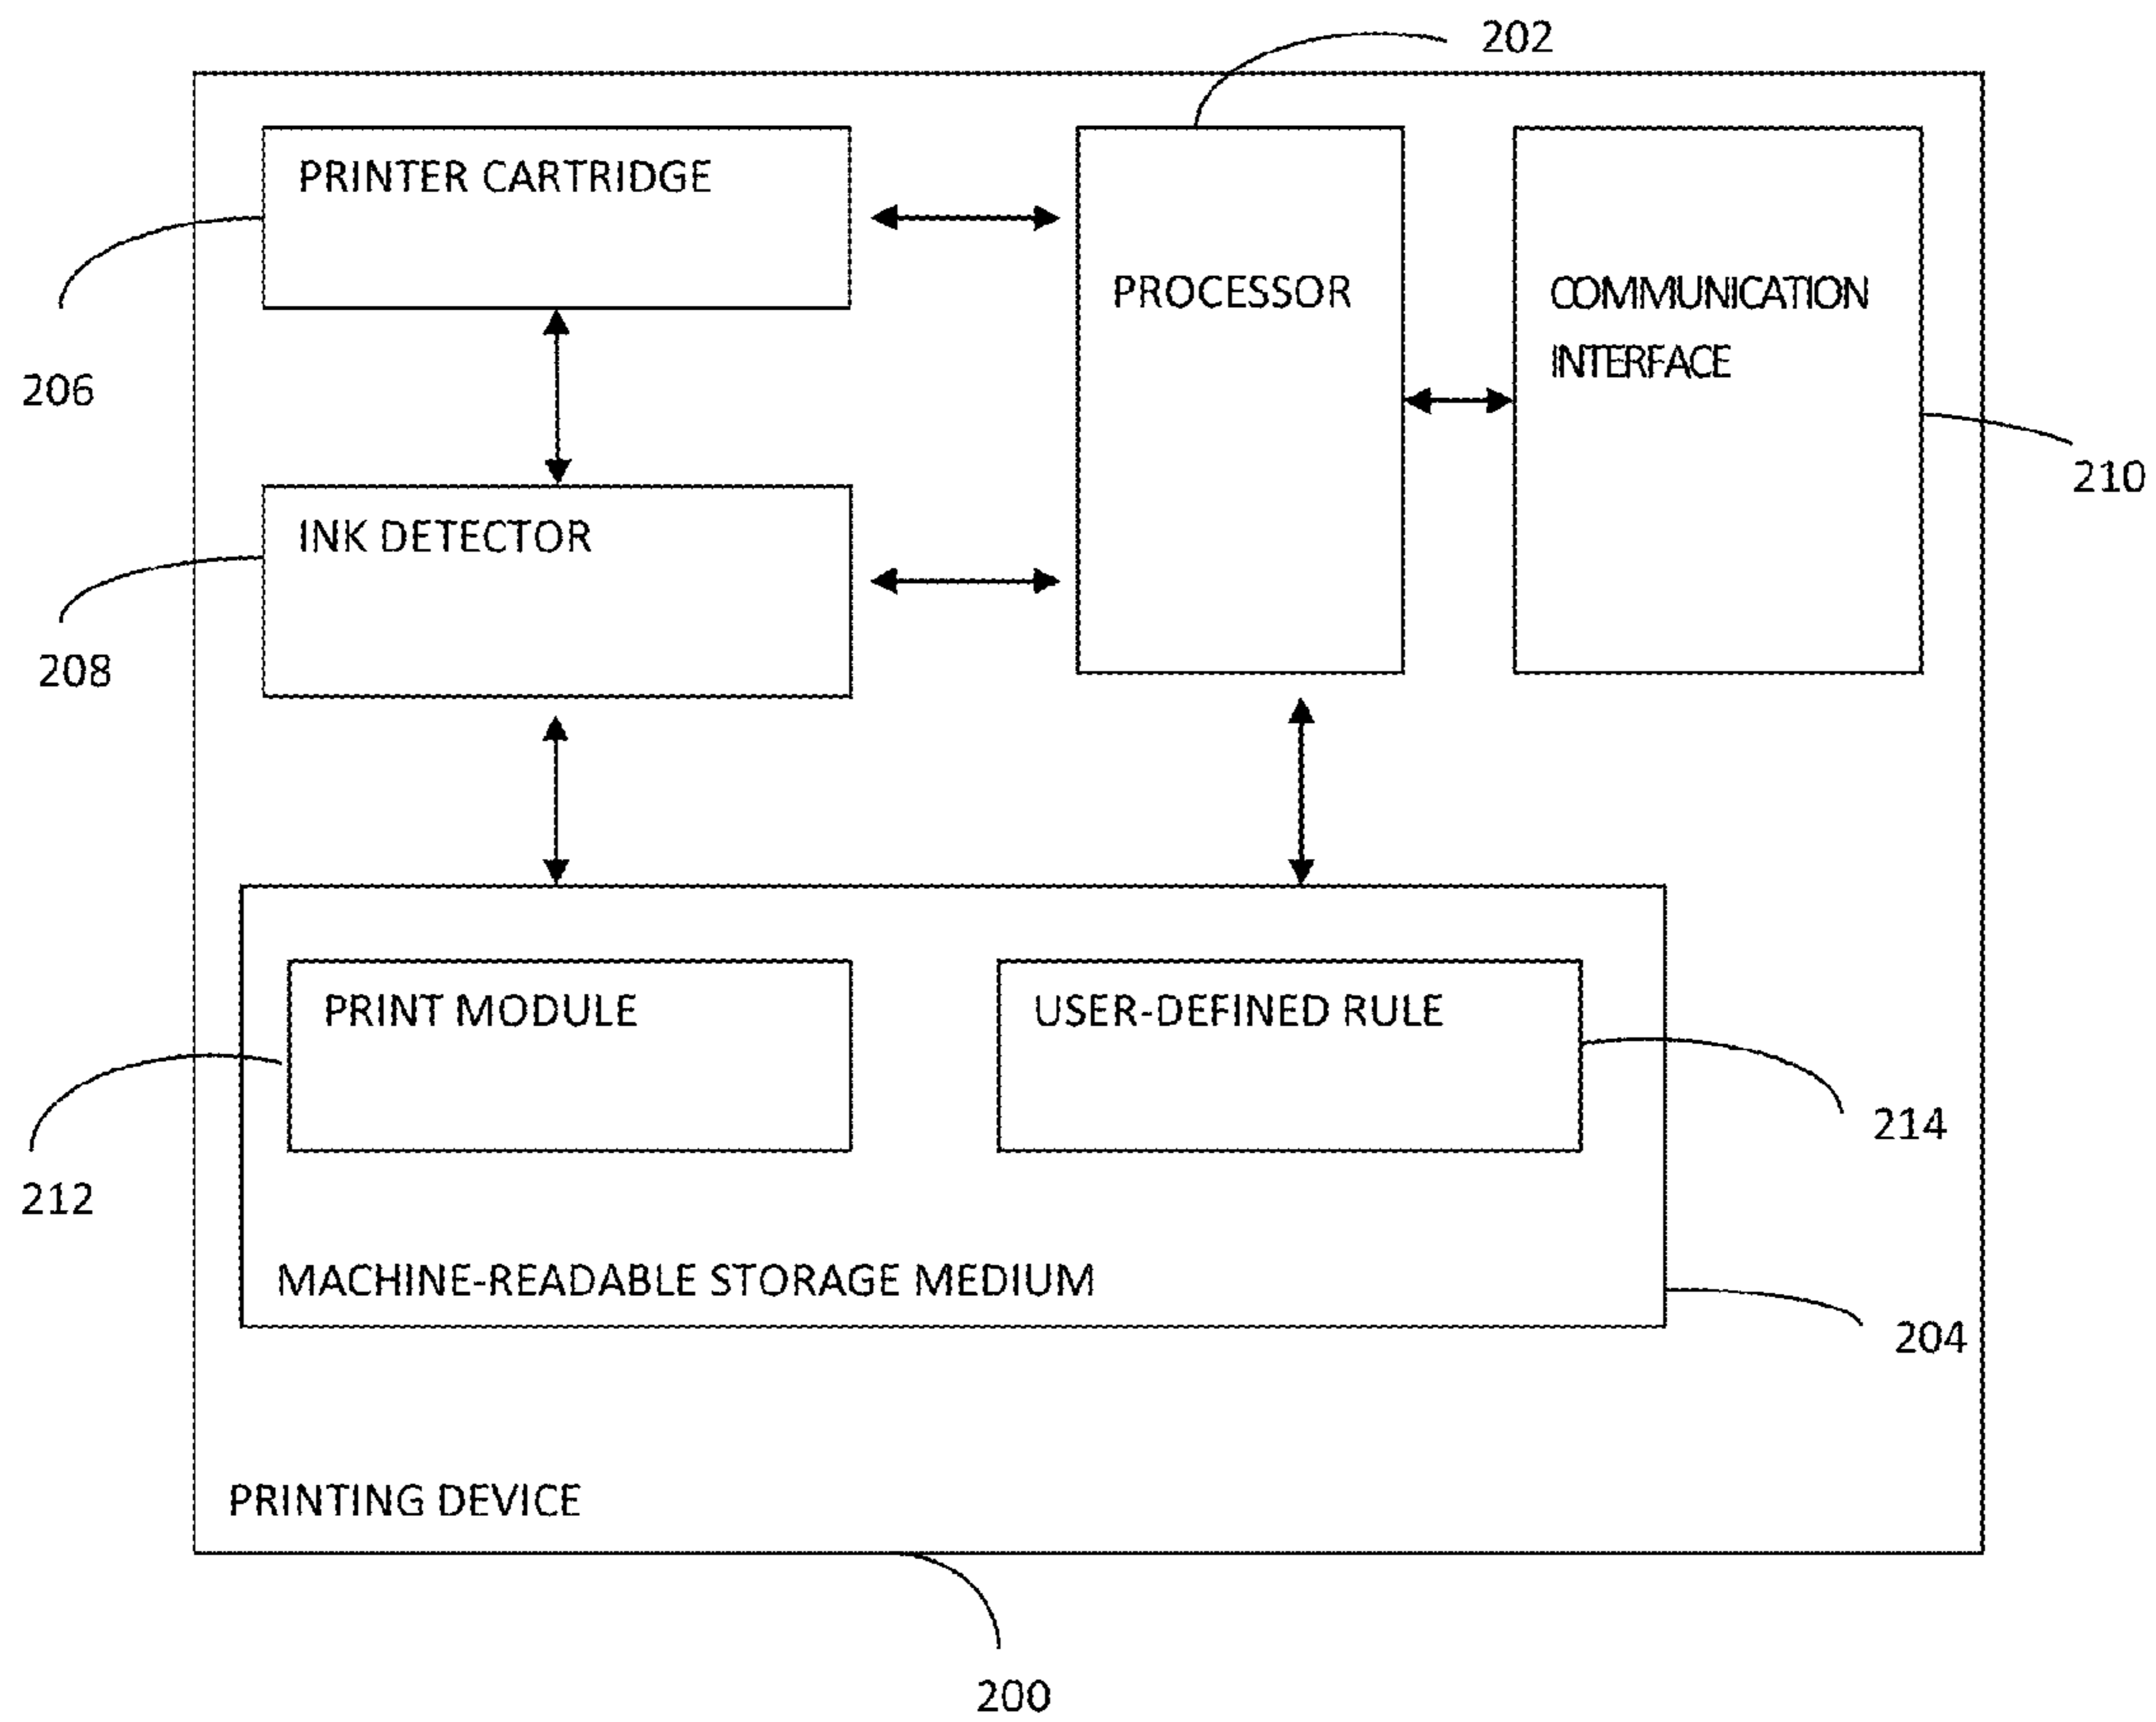 202
PRINTER CARTRIDGE
PROCESSOR
COMMUNICATION
INTERFACE
206
210
INK DETECTOR
208
PRINT MODULE
USER-DEFINED RULE
214
212
MACHINE-READABLE STORAGE MEDIUM
204
PRINTING DEVICE
200